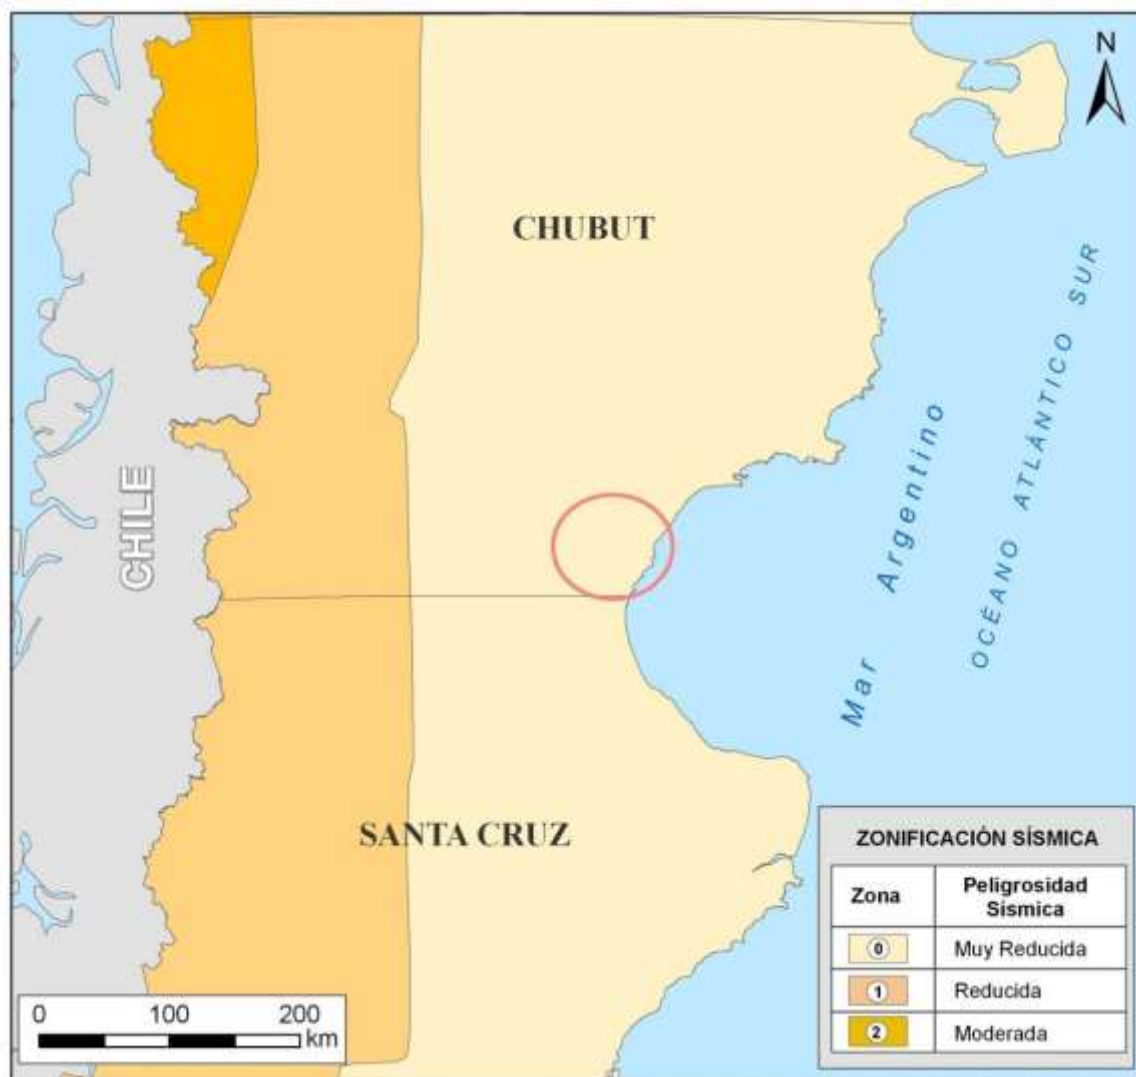 N
CHUBUT
OCÉANO ATLÁNTICO SUR
Mar Argentino
CHILE
SANTA CRUZ
ZONIFICACIÓN SÍSMICA
Zona
Peligrosidad
Sísmica
0
Muy Reducida
1
Reducida
2
Moderada
0 100 200
km